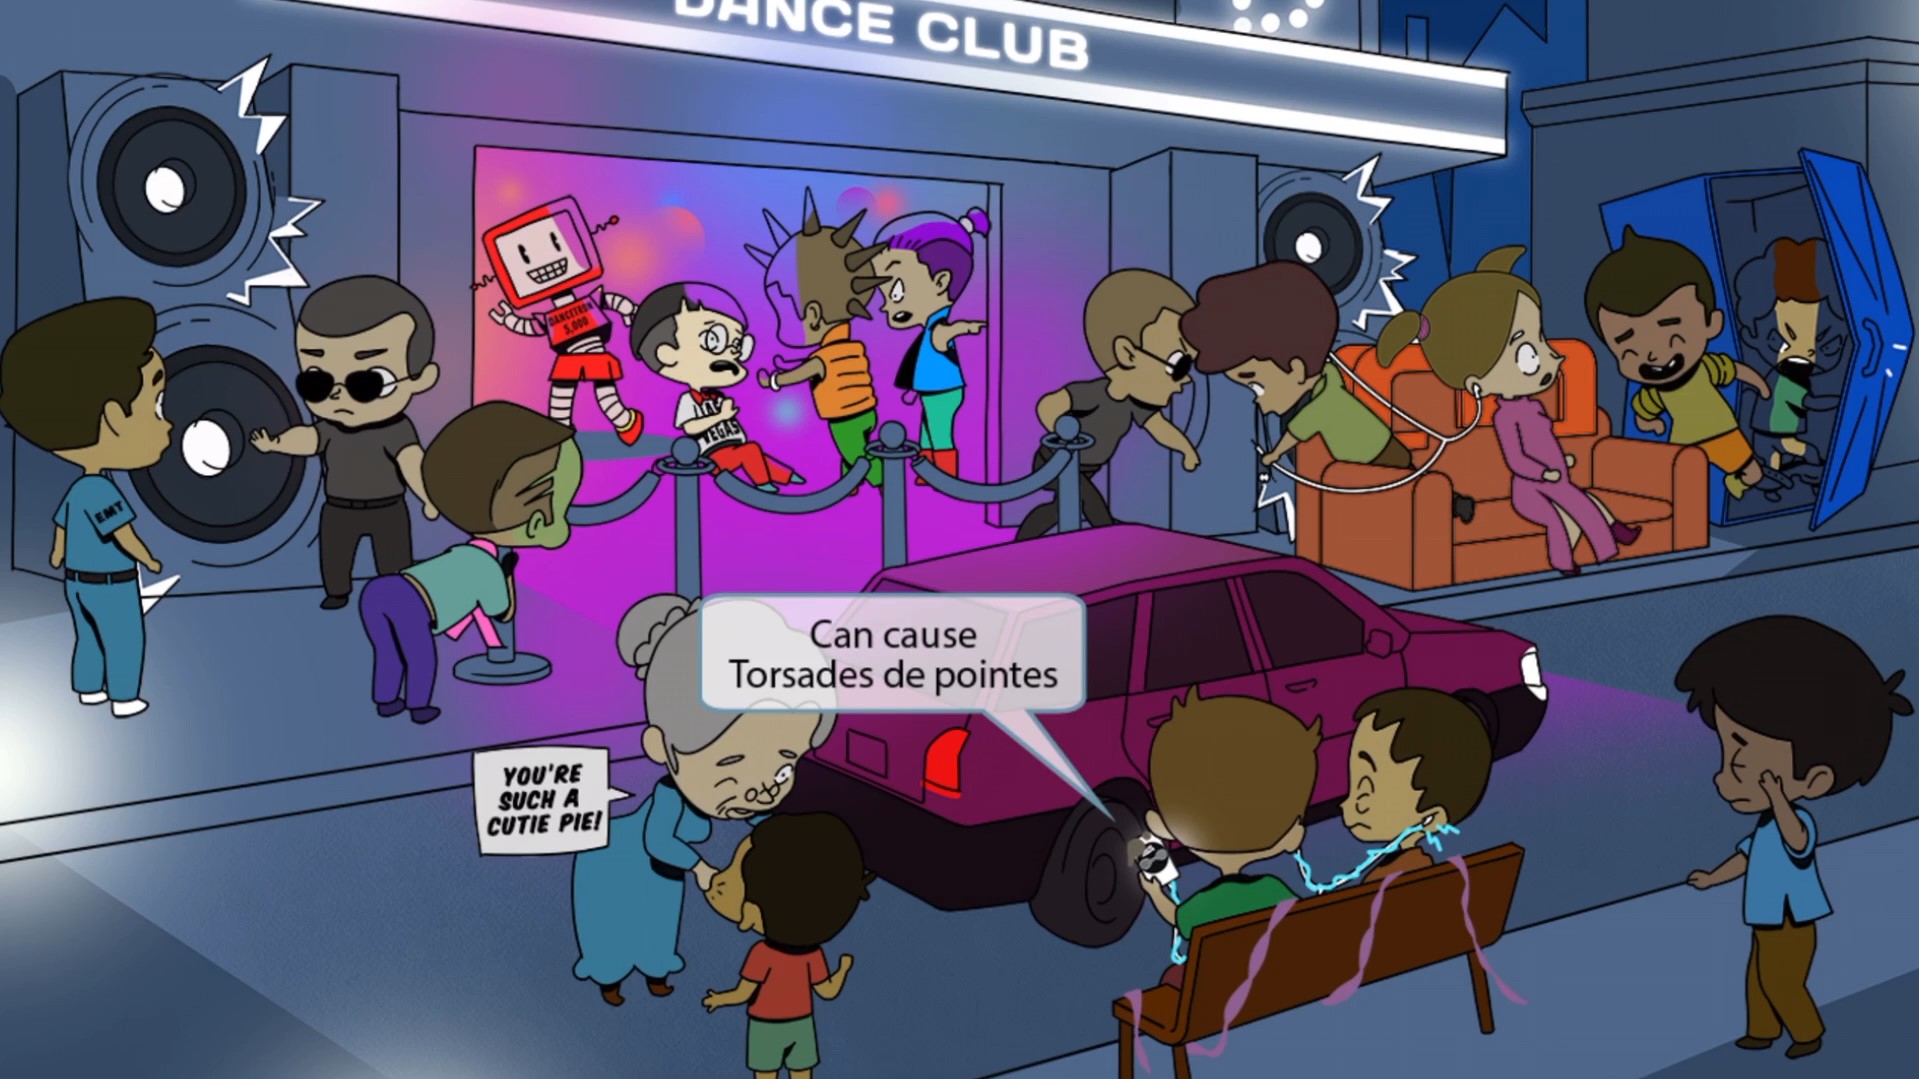 DANCE CLUB
DANCETRON
5,000
LAS
VEGAS
EMT
Can cause
Torsades de pointes
YOU'RE
SUCH A
CUTIE PIE!